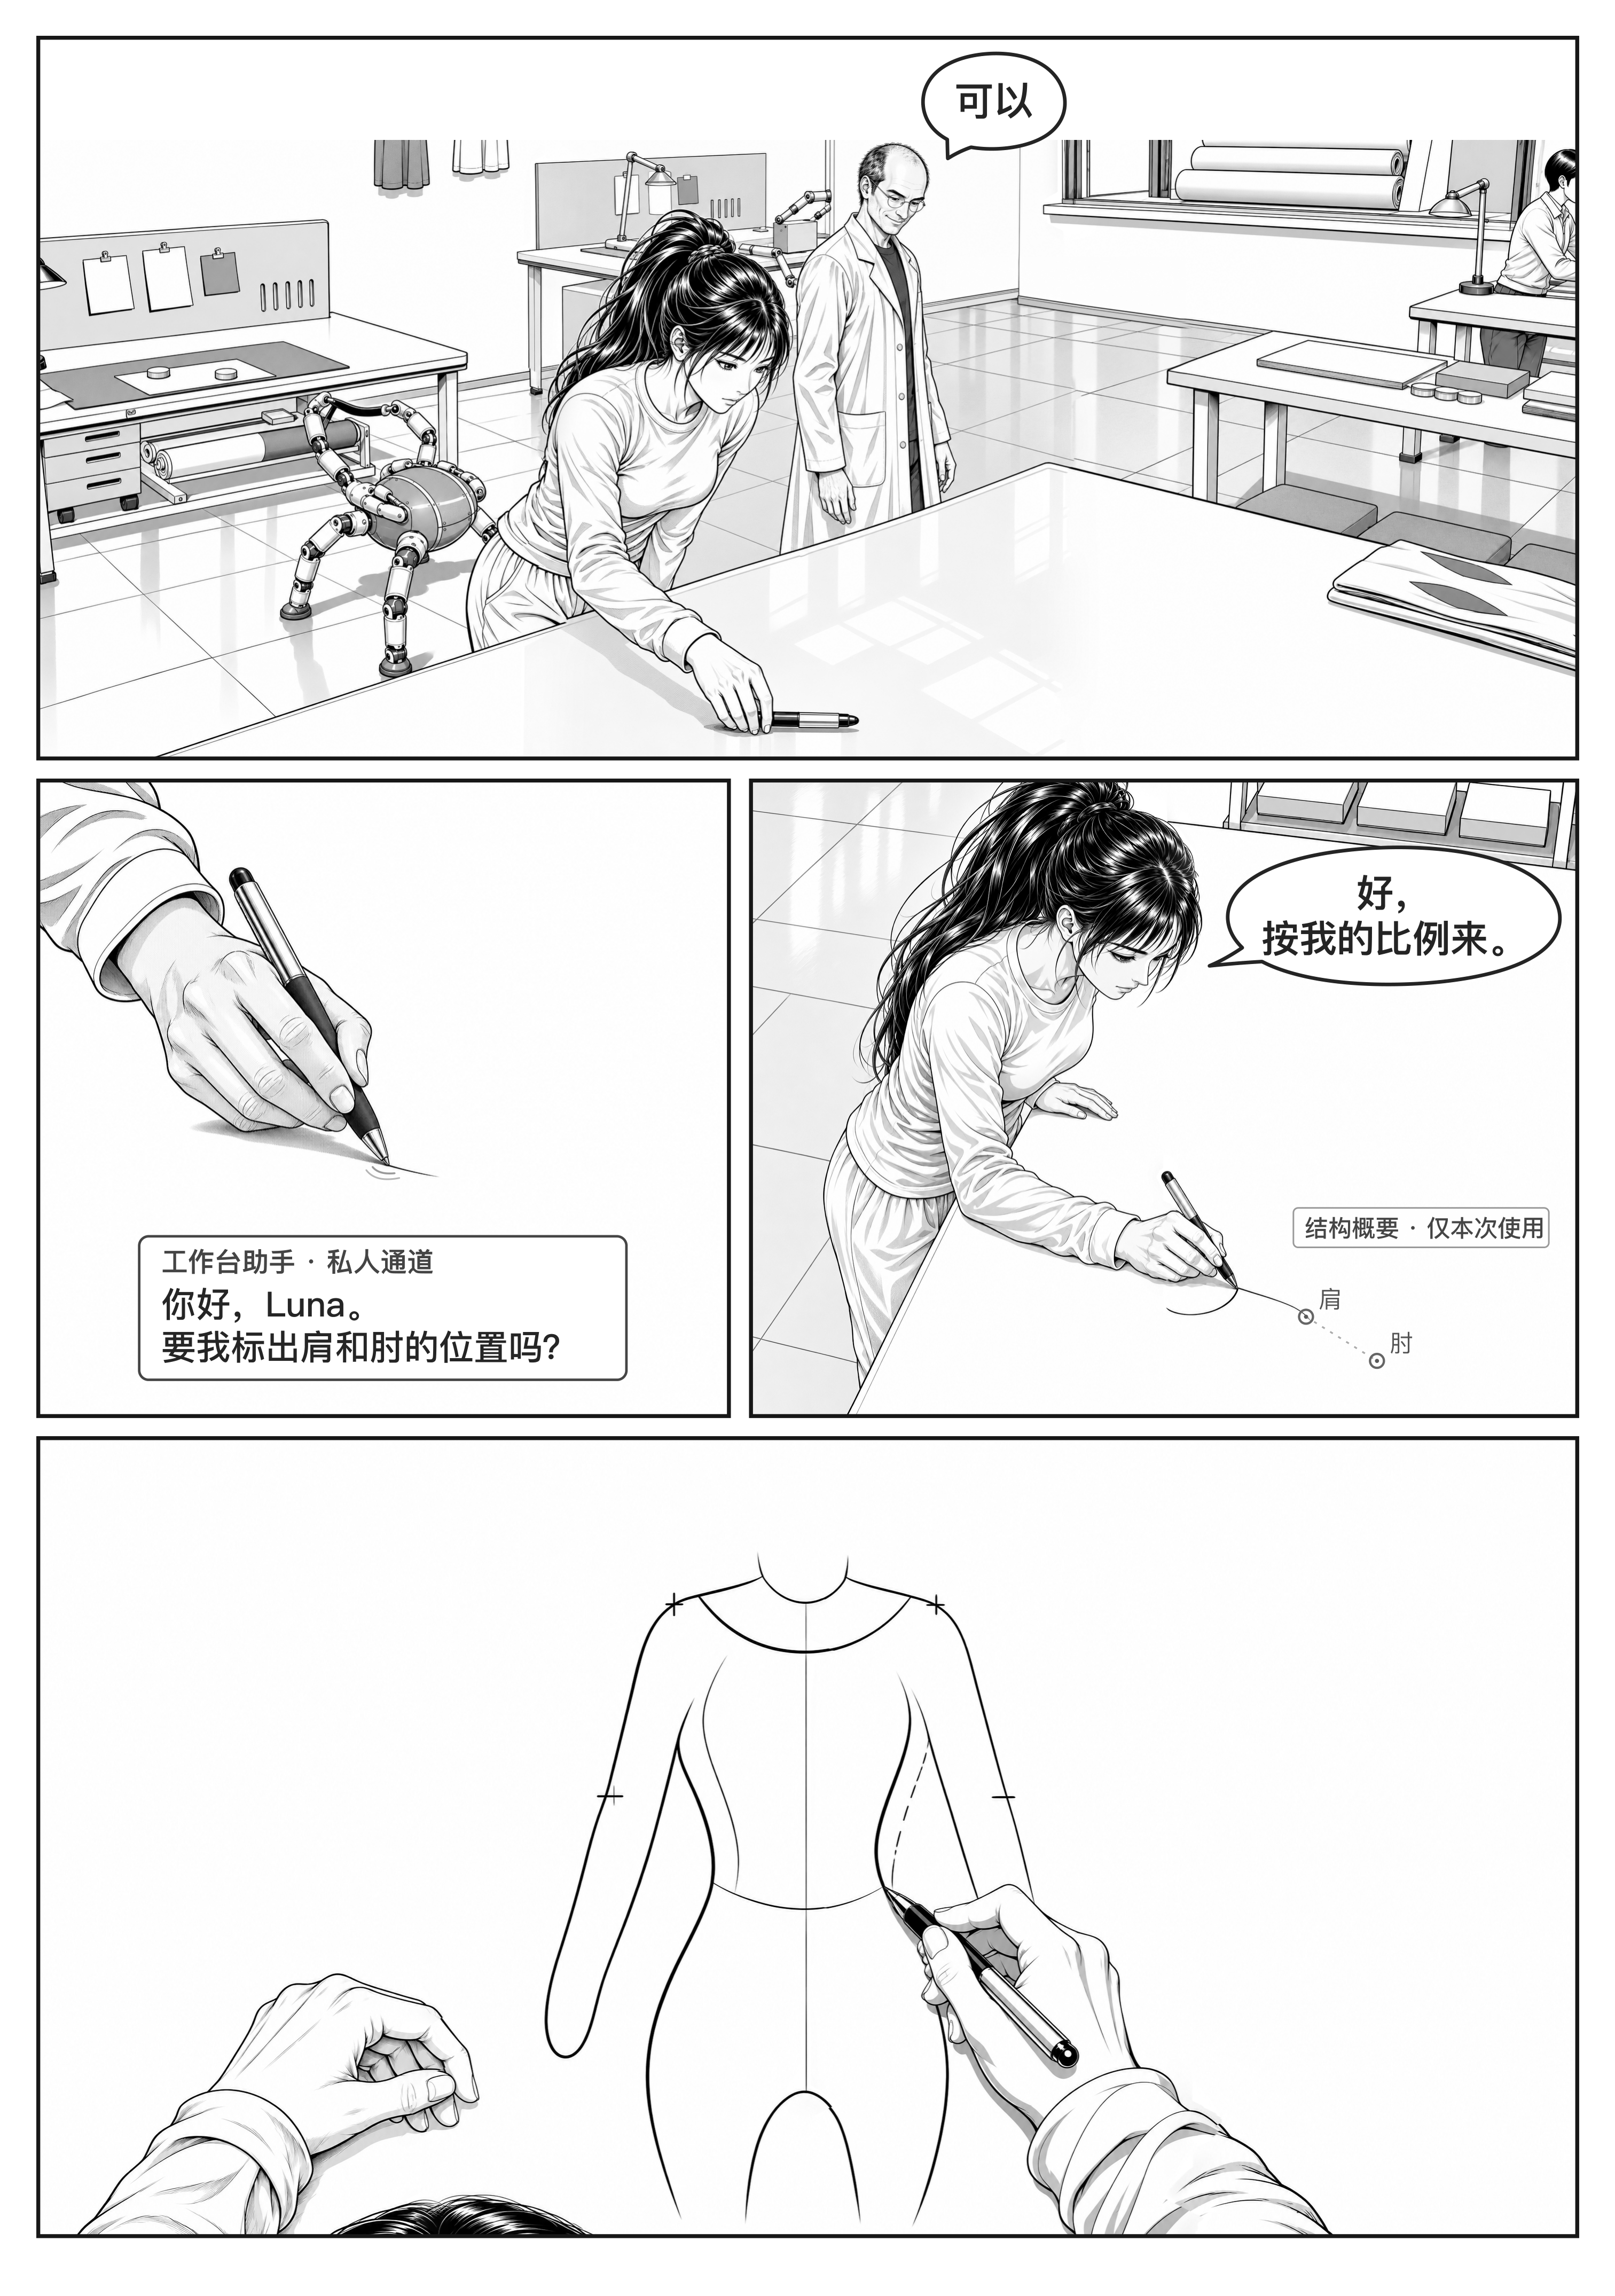 可以
工作台助手 · 私人通道
你好，Luna。
要我标出肩和肘的位置吗？
好，
按我的比例来。
结构概要 · 仅本次使用
肩
肘